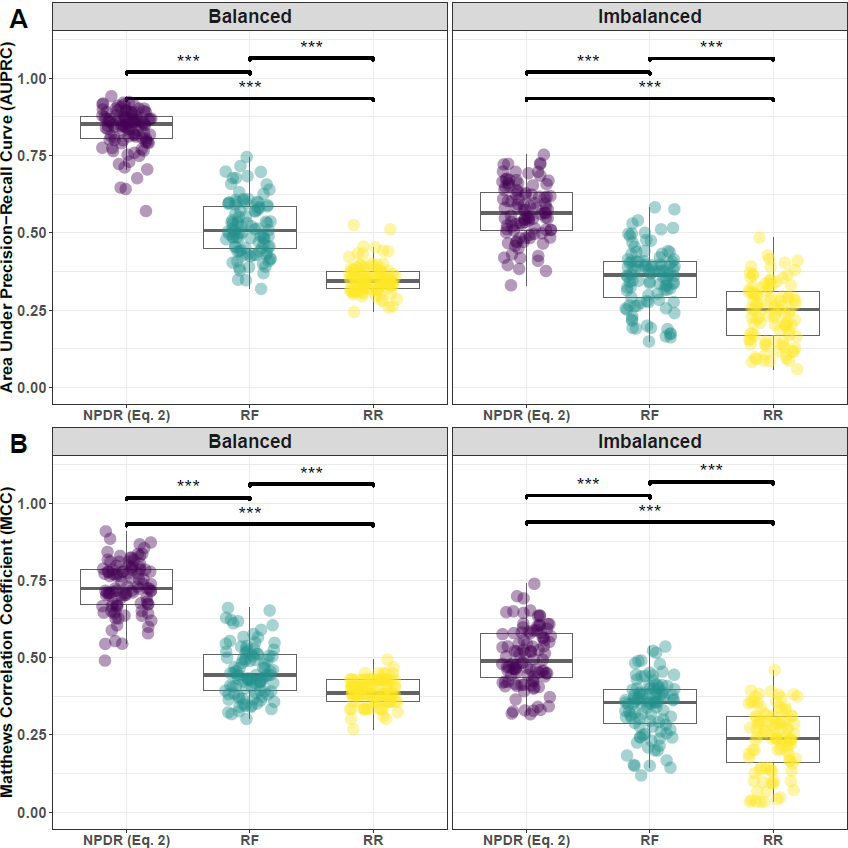 A
Balanced
Imbalanced
Area Under Precision−Recall Curve (AUPRC)
1.00
0.75
0.50
0.25
0.00
***
***
***
***
***
***
NPDR (Eq. 2)
RF
RR
NPDR (Eq. 2)
RF
RR
B
Balanced
Imbalanced
Matthews Correlation Coefficient (MCC)
1.00
0.75
0.50
0.25
0.00
***
***
***
***
***
***
NPDR (Eq. 2)
RF
RR
NPDR (Eq. 2)
RF
RR